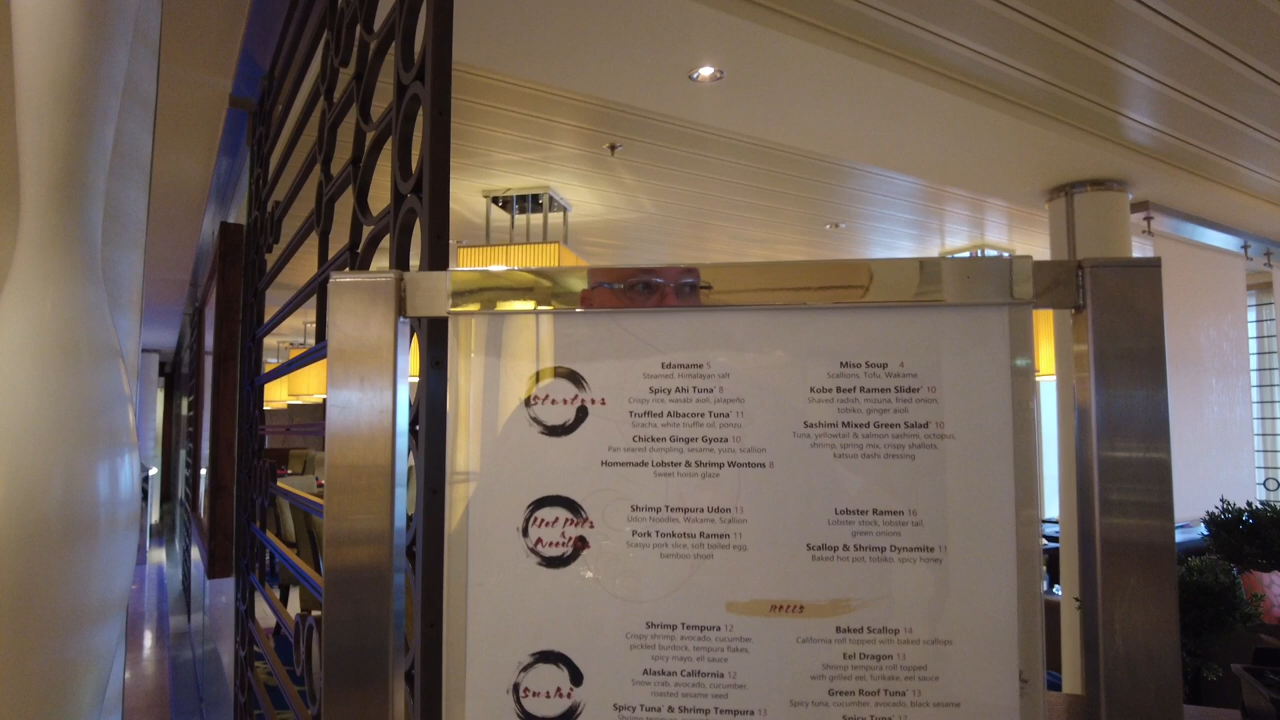 Starters
Edamame 5
Steamed, Himalayan salt
Spicy Ahi Tuna* 8
Crispy rice, wasabi aioli, jalapeño
Truffled Albacore Tuna* 11
Siracha, white truffle oil, ponzu
Chicken Ginger Gyoza 10
Pan seared dumpling, sesame, yuzu, scallion
Homemade Lobster & Shrimp Wontons 8
Sweet hoisin glaze
Miso Soup 4
Scallions, Tofu, Wakame
Kobe Beef Ramen Slider* 10
Shaved radish, mizuna, fried onion,
tobiko, ginger aioli
Sashimi Mixed Green Salad* 10
Tuna, yellowtail & salmon sashimi, octopus,
shrimp, spring mix, crispy shallots,
katsuo dashi dressing
Hot Pots
&
Noodles
Shrimp Tempura Udon 13
Udon Noodles, Wakame, Scallion
Pork Tonkotsu Ramen 11
Scasyu pork slice, soft boiled egg,
bamboo shoot
Lobster Ramen 16
Lobster stock, lobster tail,
green onions
Scallop & Shrimp Dynamite 11
Baked hot pot, tobiko, spicy honey
ROLLS
Sushi
Shrimp Tempura 12
Crispy shrimp, avocado, cucumber,
pickled burdock, tempura flakes,
spicy mayo, ell sauce
Alaskan California 12
Snow crab, avocado, cucumber,
roasted sesame seed
Spicy Tuna* & Shrimp Tempura 13
Baked Scallop 14
California roll topped with baked scallops
Eel Dragon 13
Shrimp tempura roll topped
with grilled eel, furikake, eel sauce
Green Roof Tuna* 13
Spicy tuna, cucumber, avocado, black sesame
Spicy Tuna* 12